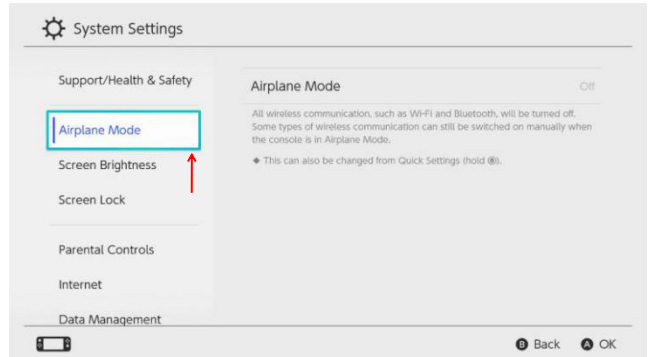 System Settings
Support/Health & Safety
Airplane Mode
Screen Brightness
Screen Lock
Parental Controls
Internet
Data Management
Airplane Mode Off
All wireless communication, such as Wi-Fi and Bluetooth, will be turned off.
Some types of wireless communication can still be switched on manually when
the console is in Airplane Mode.
◆ This can also be changed from Quick Settings (hold ).
B Back A OK